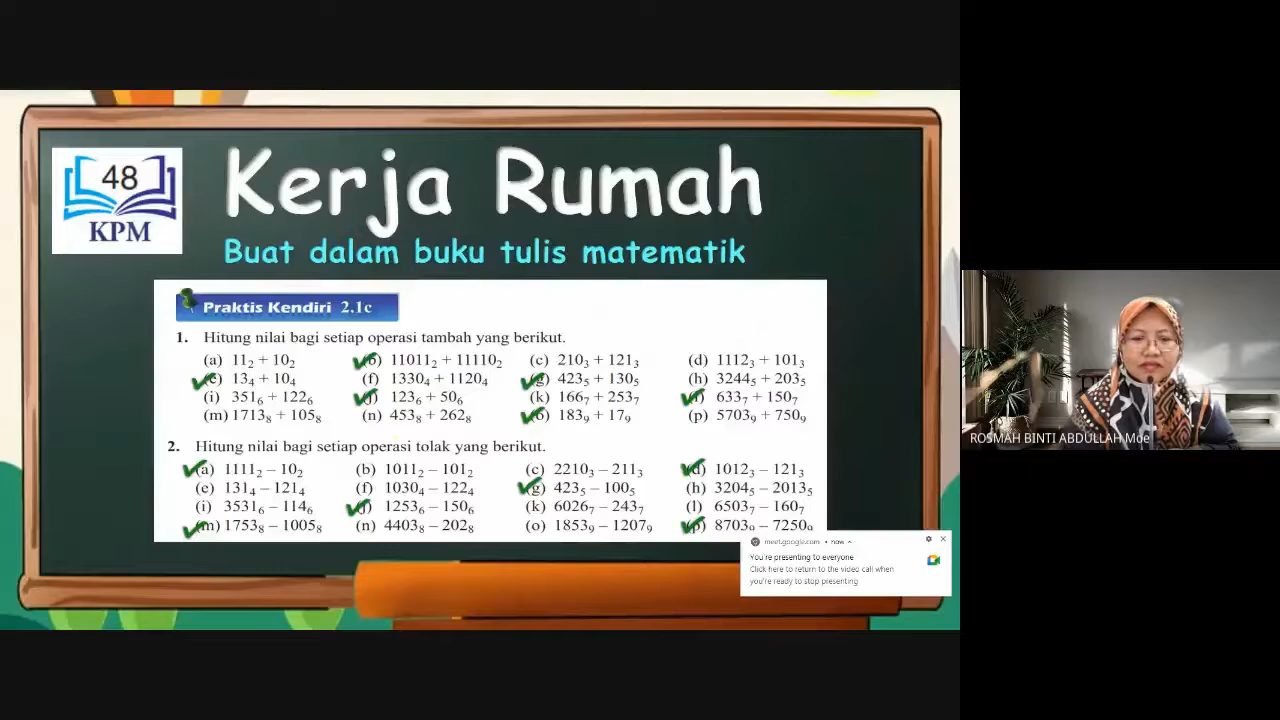 48
KPM
Kerja Rumah
Buat dalam buku tulis matematik
Praktis Kendiri 2.1c
1. Hitung nilai bagi setiap operasi tambah yang berikut.
(a) 11₂ + 10₂ (b) 11011₂ + 11110₂ (c) 210₃ + 121₃ (d) 1112₃ + 101₃
(e) 13₄ + 10₄ (f) 1330₄ + 1120₄ (g) 423₅ + 130₅ (h) 3244₅ + 203₅
(i) 351₆ + 122₆ (j) 123₆ + 50₆ (k) 166₇ + 253₇ (l) 633₇ + 150₇
(m) 1713₈ + 105₈ (n) 453₈ + 262₈ (o) 183₉ + 17₉ (p) 5703₉ + 750₉
2. Hitung nilai bagi setiap operasi tolak yang berikut.
(a) 1111₂ – 10₂ (b) 1011₂ – 101₂ (c) 2210₃ – 211₃ (d) 1012₃ – 121₃
(e) 131₄ – 121₄ (f) 1030₄ – 122₄ (g) 423₅ – 100₅ (h) 3204₅ – 2013₅
(i) 3531₆ – 114₆ (j) 1253₆ – 150₆ (k) 6026₇ – 243₇ (l) 6503₇ – 160₇
(m) 1753₈ – 1005₈ (n) 4403₈ – 202₈ (o) 1853₉ – 1207₉ (p) 8703₉ – 7250₉
meet.google.com • now
You're presenting to everyone
Click here to return to the video call when
you're ready to stop presenting
ROSMAH BINTI ABDULLAH Moe